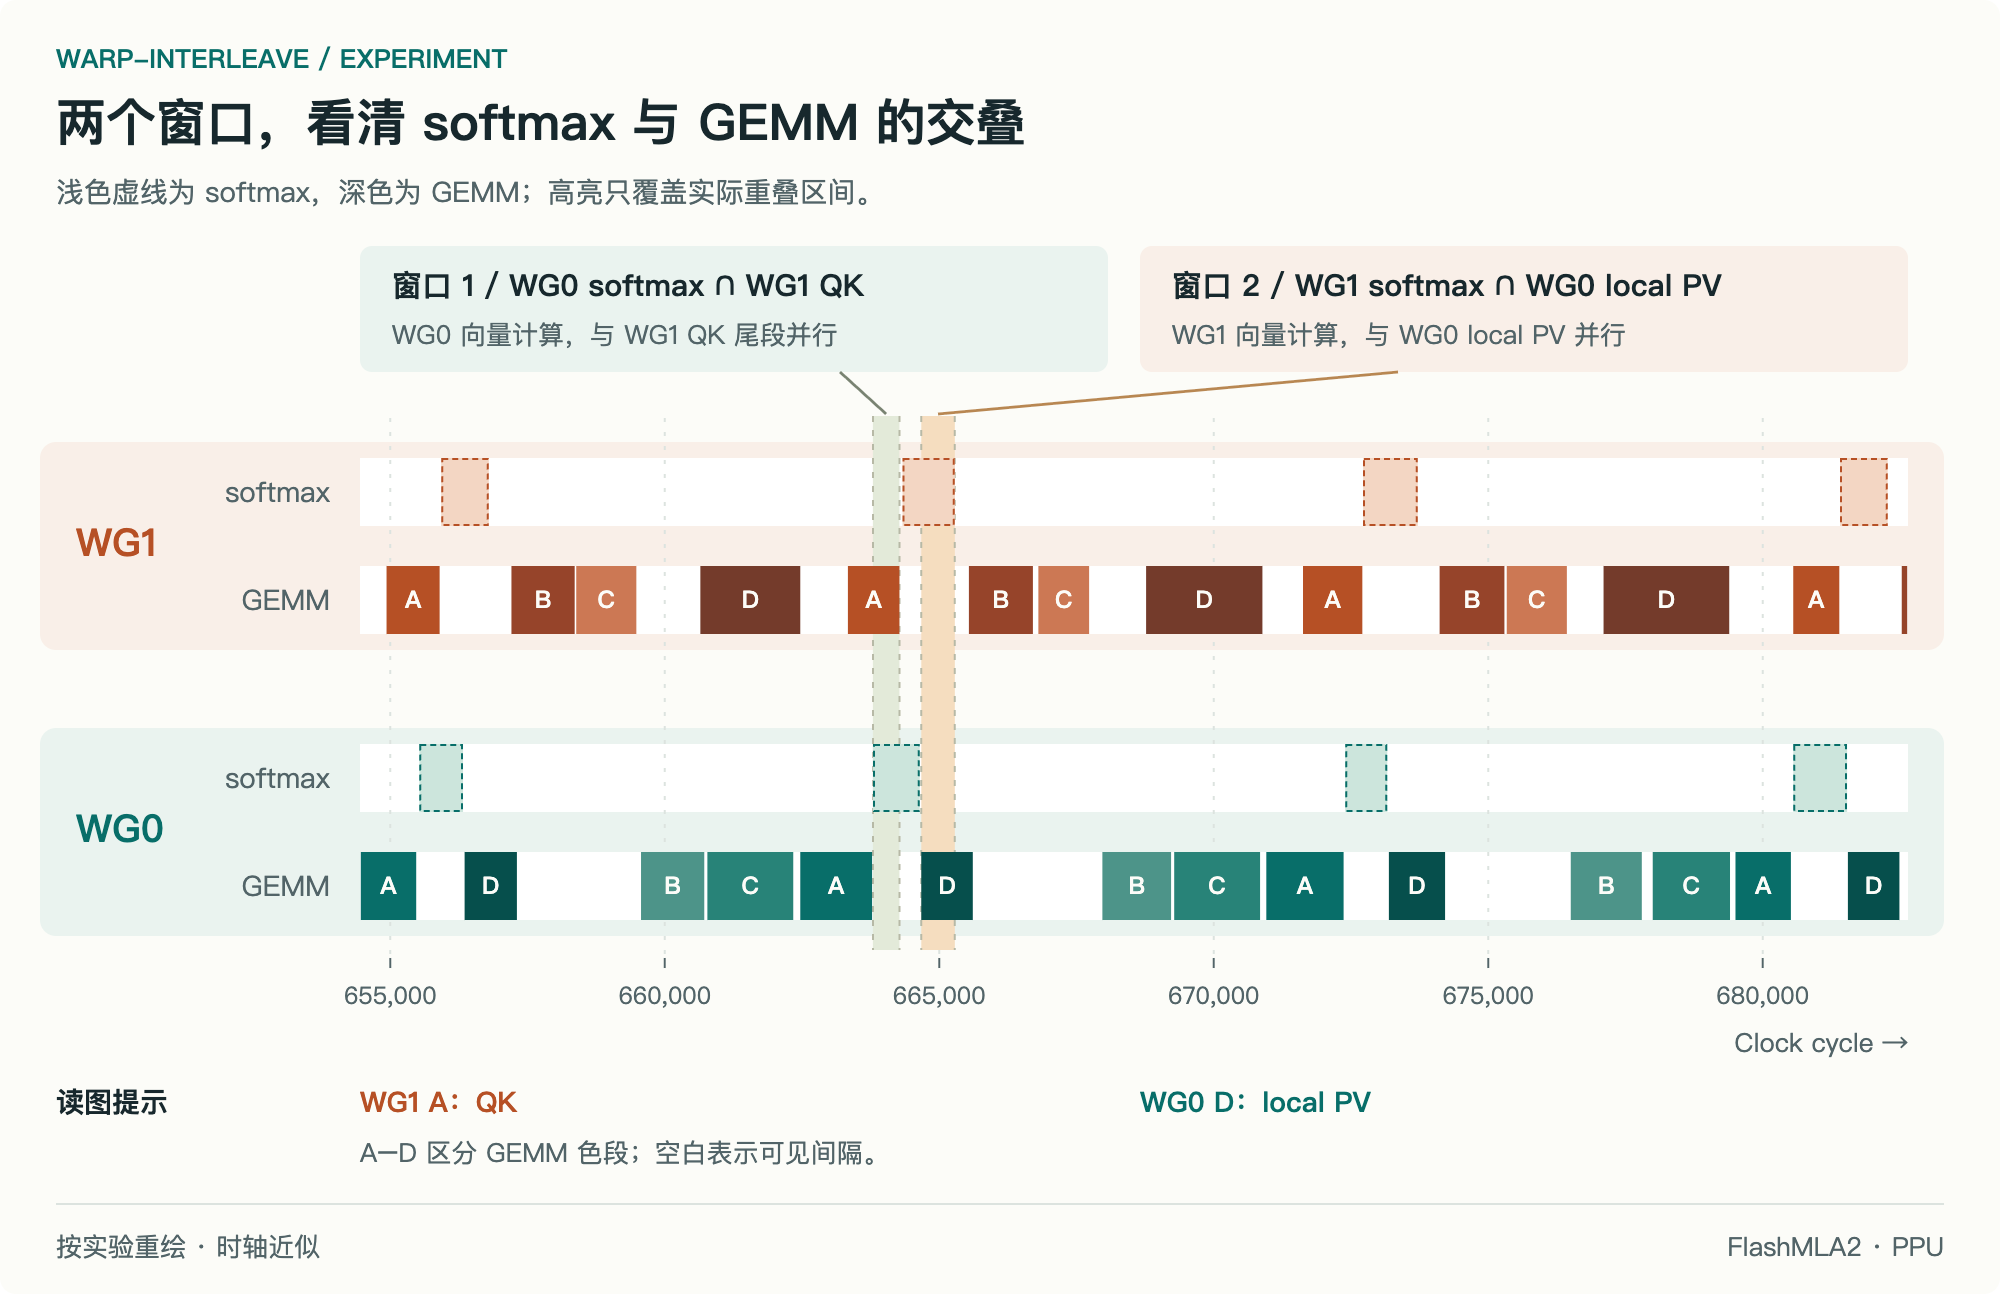 WARP–INTERLEAVE / EXPERIMENT
两个窗口，看清 softmax 与 GEMM 的交叠
浅色虚线为 softmax，深色为 GEMM；高亮只覆盖实际重叠区间。
窗口 1 / WG0 softmax ∩ WG1 QK
WG0 向量计算，与 WG1 QK 尾段并行
窗口 2 / WG1 softmax ∩ WG0 local PV
WG1 向量计算，与 WG0 local PV 并行
WG1
softmax
GEMM
A B C D A B C D A B C D A
WG0
softmax
GEMM
A D B C A D B C A D B C A D
655,000 660,000 665,000 670,000 675,000 680,000
Clock cycle →
读图提示
WG1 A：QK
WG0 D：local PV
A–D 区分 GEMM 色段；空白表示可见间隔。
按实验重绘 · 时轴近似
FlashMLA2 · PPU